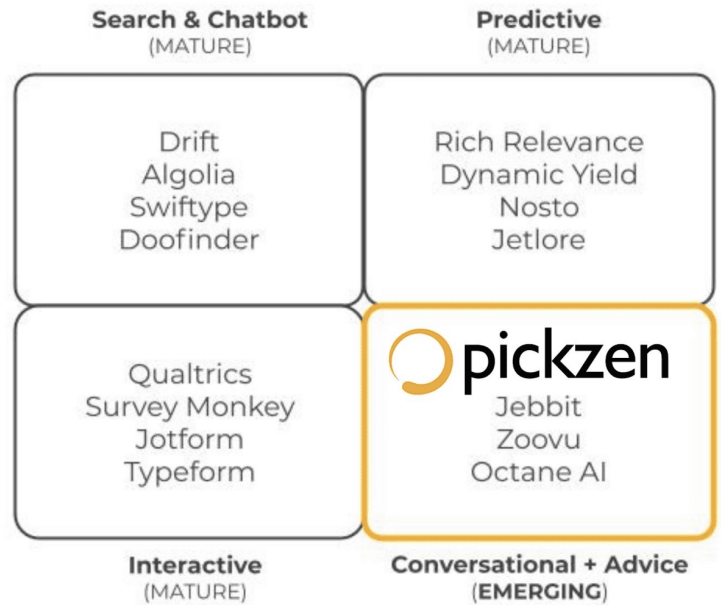 Search & Chatbot
(MATURE)
Predictive
(MATURE)
Drift
Algolia
Swiftype
Doofinder
Rich Relevance
Dynamic Yield
Nosto
Jetlore
Qualtrics
Survey Monkey
Jotform
Typeform
pickzen
Jebbit
Zoovu
Octane AI
Interactive
(MATURE)
Conversational + Advice
(EMERGING)